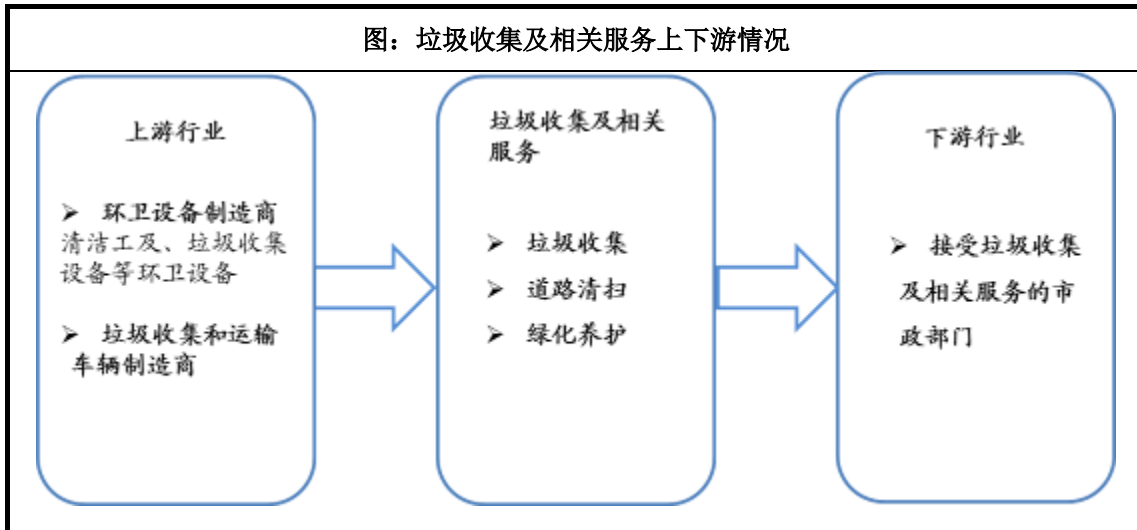 图：垃圾收集及相关服务上下游情况
上游行业
➢ 环卫设备制造商
清洁工及、垃圾收集
设备等环卫设备
➢ 垃圾收集和运输
车辆制造商
垃圾收集及相关
服务
➢ 垃圾收集
➢ 道路清扫
➢ 绿化养护
下游行业
➢ 接受垃圾收集
及相关服务的市
政部门